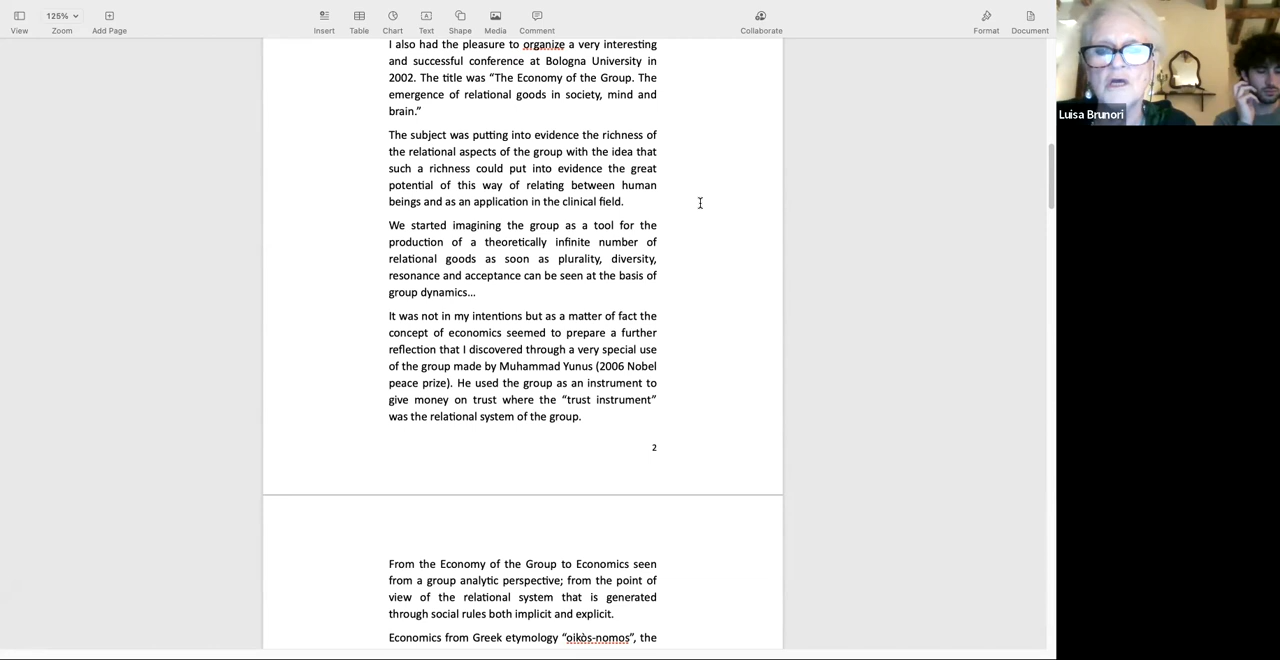 125%
View
Zoom
Add Page
Insert
Table
Chart
Text
Shape
Media
Comment
Collaborate
Format
Document
I also had the pleasure to organize a very interesting
and successful conference at Bologna University in
2002. The title was “The Economy of the Group. The
emergence of relational goods in society, mind and
brain.”
The subject was putting into evidence the richness of
the relational aspects of the group with the idea that
such a richness could put into evidence the great
potential of this way of relating between human
beings and as an application in the clinical field.
We started imagining the group as a tool for the
production of a theoretically infinite number of
relational goods as soon as plurality, diversity,
resonance and acceptance can be seen at the basis of
group dynamics…
It was not in my intentions but as a matter of fact the
concept of economics seemed to prepare a further
reflection that I discovered through a very special use
of the group made by Muhammad Yunus (2006 Nobel
peace prize). He used the group as an instrument to
give money on trust where the “trust instrument”
was the relational system of the group.
2
From the Economy of the Group to Economics seen
from a group analytic perspective; from the point of
view of the relational system that is generated
through social rules both implicit and explicit.
Economics from Greek etymology “oikòs-nomos”, the
Luisa Brunori